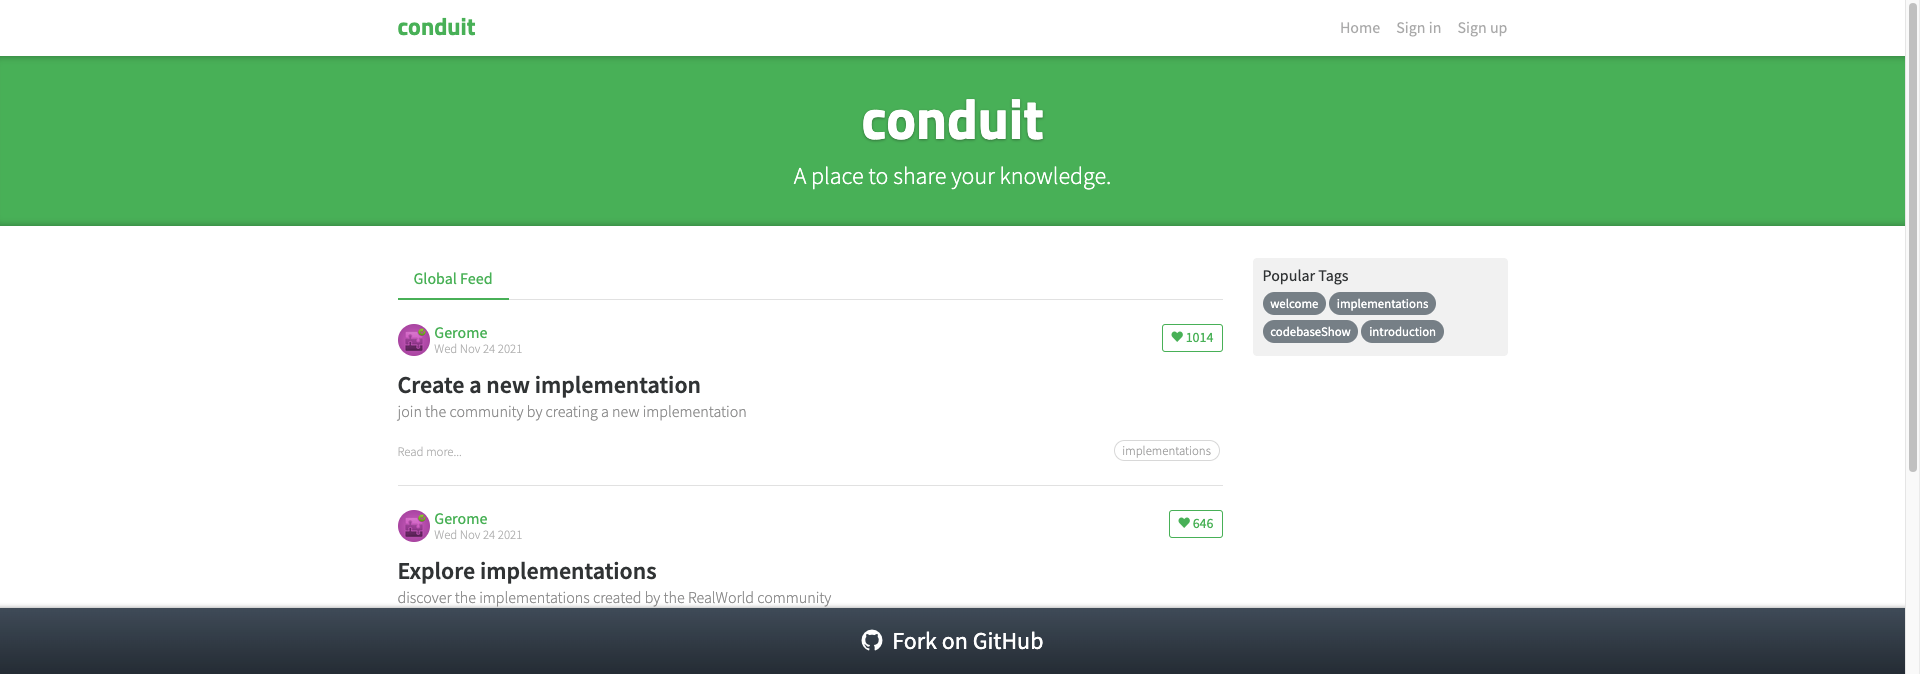 conduit
Home Sign in Sign up
conduit
A place to share your knowledge.
Global Feed
Popular Tags
welcome implementations
codebaseShow introduction
Gerome
Wed Nov 24 2021
1014
Create a new implementation
join the community by creating a new implementation
Read more...
implementations
Gerome
Wed Nov 24 2021
646
Explore implementations
discover the implementations created by the RealWorld community
Fork on GitHub